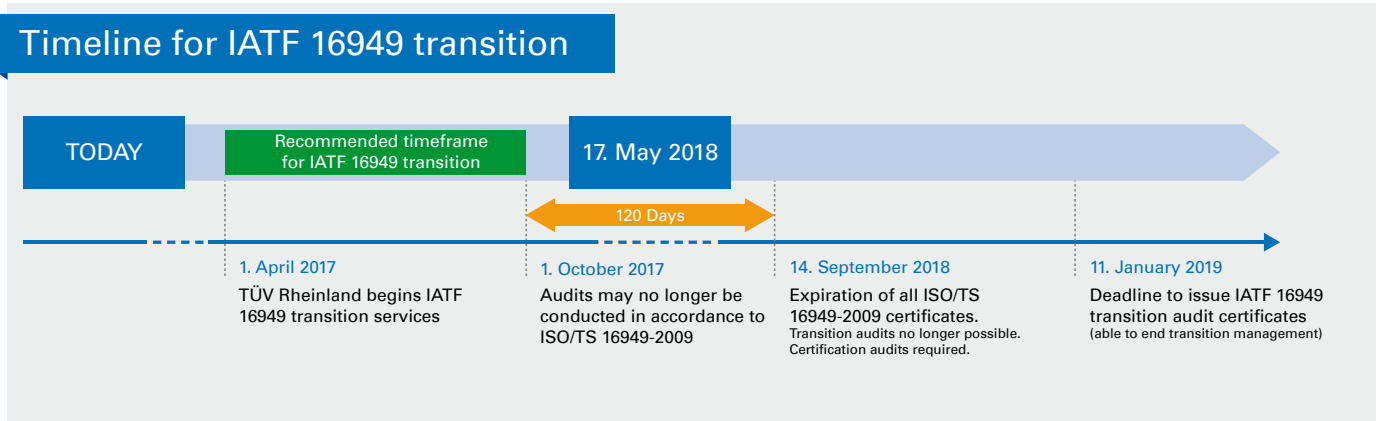 Timeline for IATF 16949 transition
TODAY
Recommended timeframe
for IATF 16949 transition
17. May 2018
120 Days
1. April 2017
TÜV Rheinland begins IATF
16949 transition services
1. October 2017
Audits may no longer be
conducted in accordance to
ISO/TS 16949-2009
14. September 2018
Expiration of all ISO/TS
16949-2009 certificates.
Transition audits no longer possible.
Certification audits required.
11. January 2019
Deadline to issue IATF 16949
transition audit certificates
(able to end transition management)